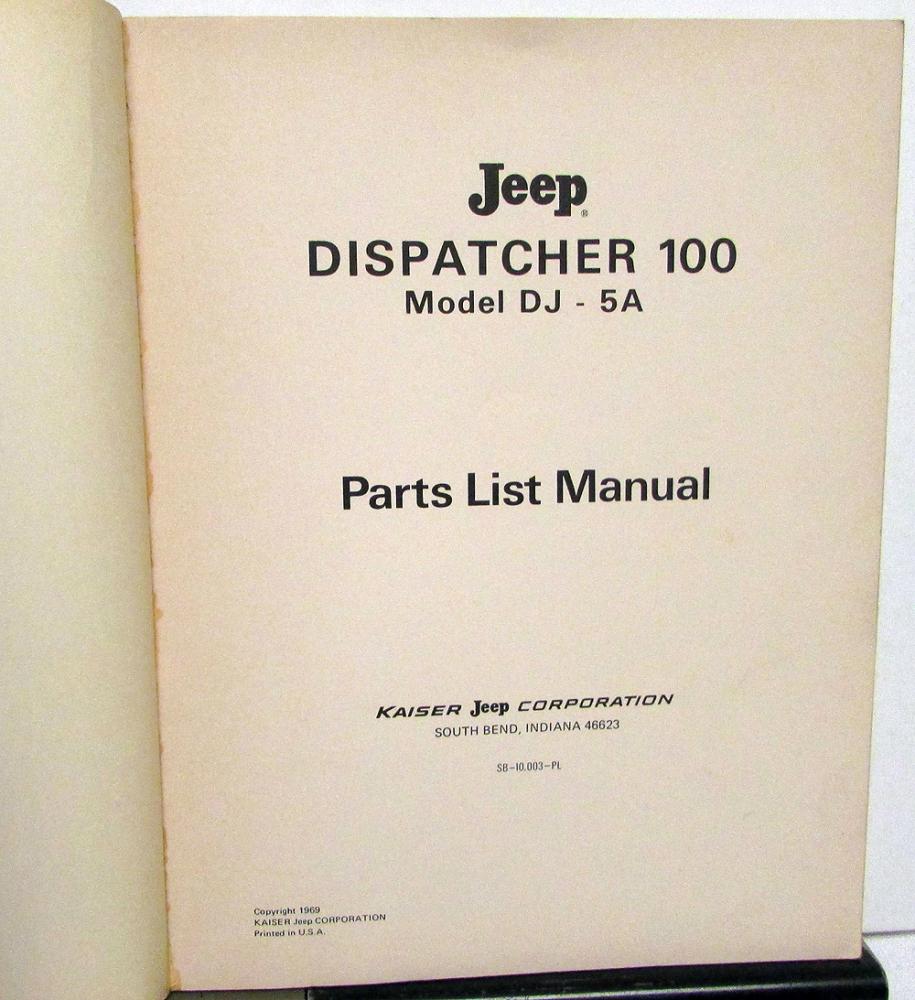 Jeep®
DISPATCHER 100
Model DJ - 5A
Parts List Manual
KAISER Jeep CORPORATION
SOUTH BEND, INDIANA 46623
SB-10.003-PL
Copyright 1969
KAISER Jeep CORPORATION
Printed in U.S.A.